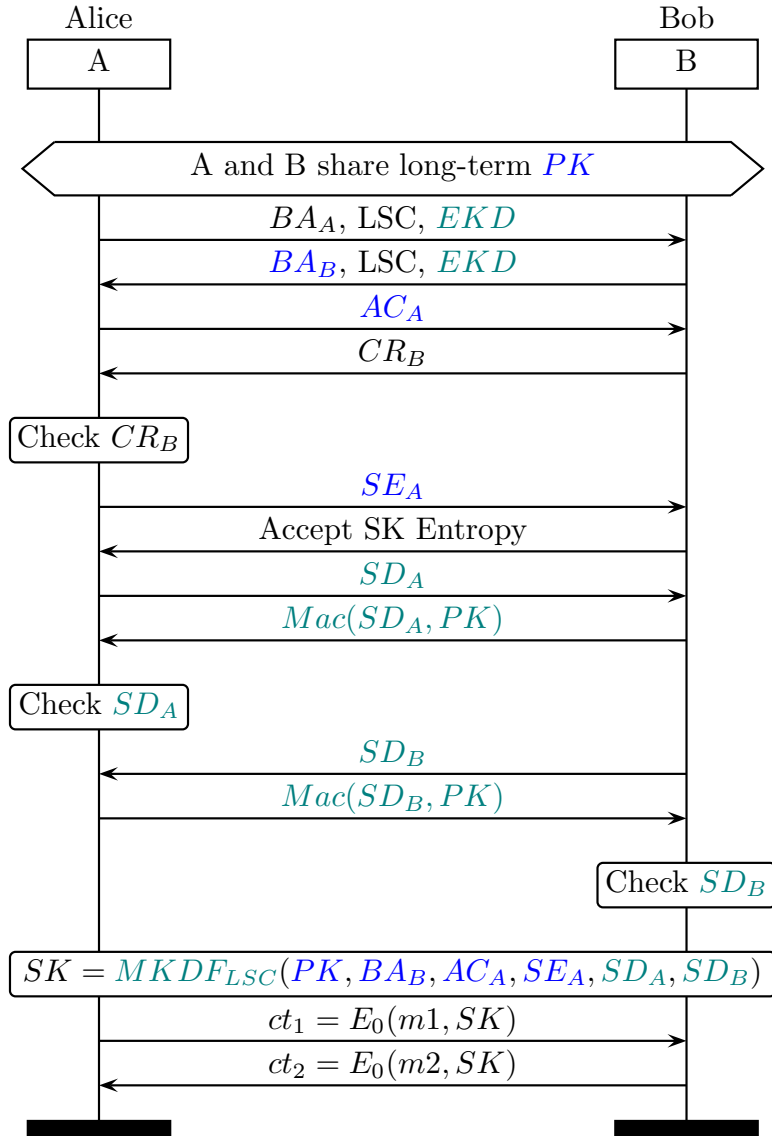 Alice Bob
A B
A and B share long-term PK
BA_A, LSC, EKD
BA_B, LSC, EKD
AC_A
CR_B
Check CR_B
SE_A
Accept SK Entropy
SD_A
Mac(SD_A, PK)
Check SD_A
SD_B
Mac(SD_B, PK)
Check SD_B
SK = MKDF_{LSC}(PK, BA_B, AC_A, SE_A, SD_A, SD_B)
ct_1 = E_0(m1, SK)
ct_2 = E_0(m2, SK)